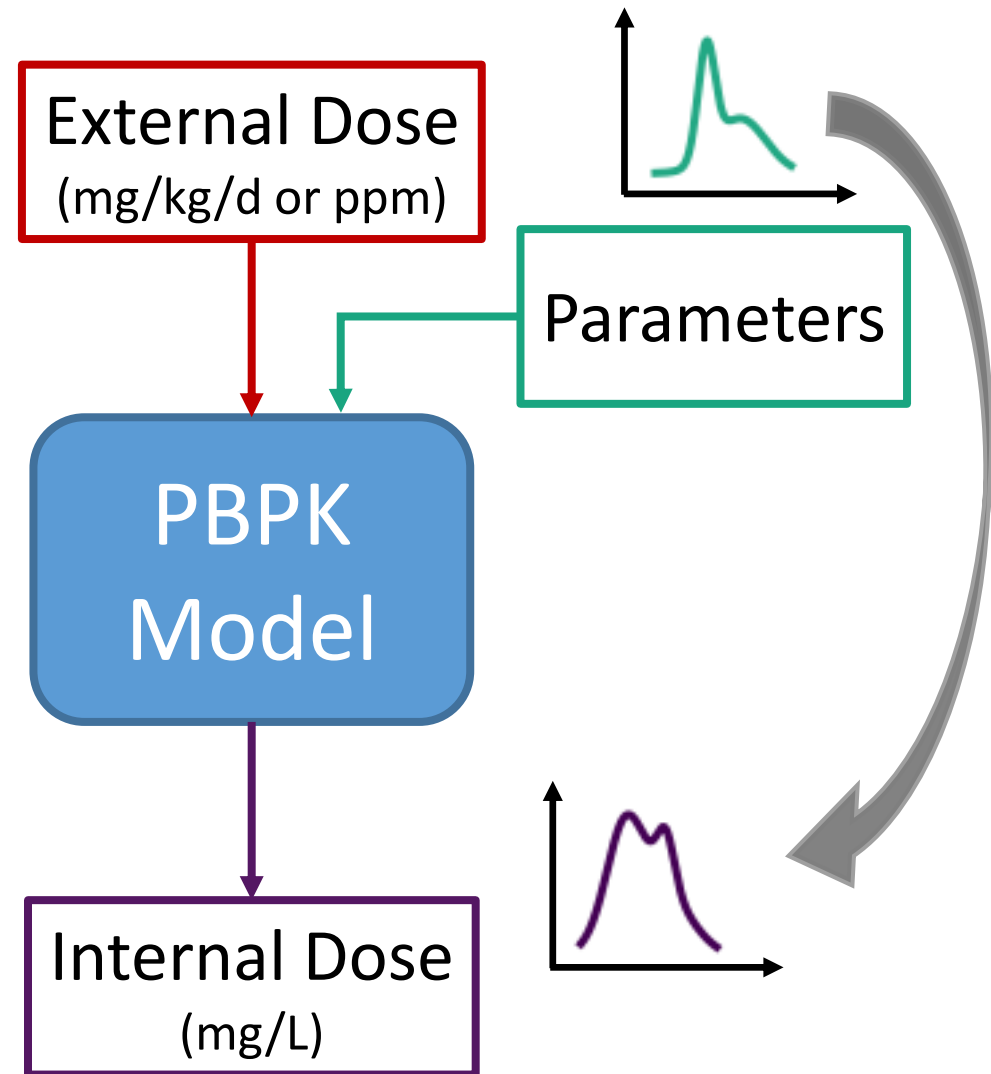 External Dose
(mg/kg/d or ppm)
Parameters
PBPK
Model
Internal Dose
(mg/L)